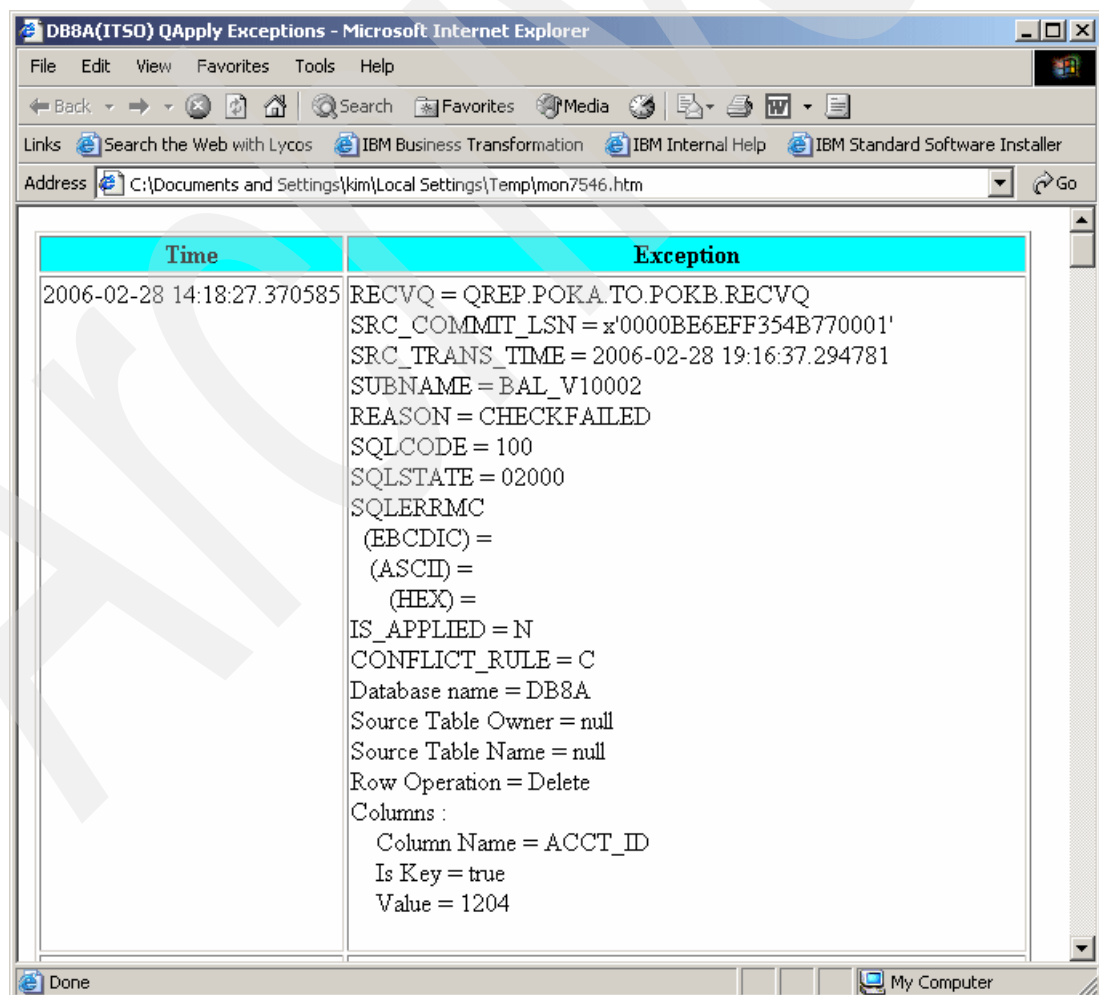 DB8A(ITSO) QApply Exceptions - Microsoft Internet Explorer
File Edit View Favorites Tools Help
Back Search Favorites Media
Links Search the Web with Lycos IBM Business Transformation IBM Internal Help IBM Standard Software Installer
Address C:\Documents and Settings\kim\Local Settings\Temp\mon7546.htm Go
Time Exception
2006-02-28 14:18:27.370585 RECVQ = QREP.POKA.TO.POKB.RECVQ
SRC_COMMIT_LSN = x'0000BE6EFF354B770001'
SRC_TRANS_TIME = 2006-02-28 19:16:37.294781
SUBNAME = BAL_V10002
REASON = CHECKFAILED
SQLCODE = 100
SQLSTATE = 02000
SQLERRMC
(EBCDIC) =
(ASCII) =
(HEX) =
IS_APPLIED = N
CONFLICT_RULE = C
Database name = DB8A
Source Table Owner = null
Source Table Name = null
Row Operation = Delete
Columns :
Column Name = ACCT_ID
Is Key = true
Value = 1204
Done My Computer